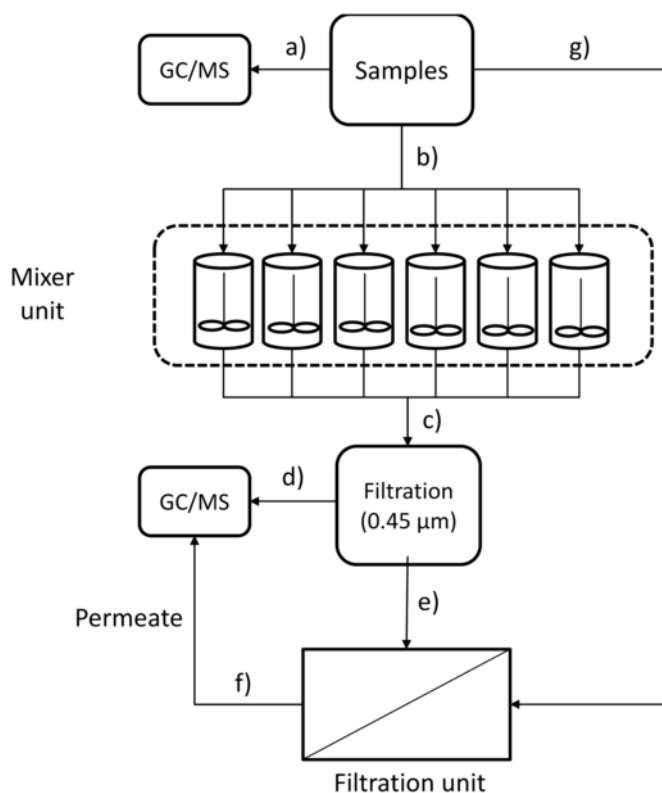 GC/MS
a)
Samples
g)
b)
Mixer
unit
c)
GC/MS
d)
Filtration
(0.45 µm)
e)
Permeate
f)
Filtration unit